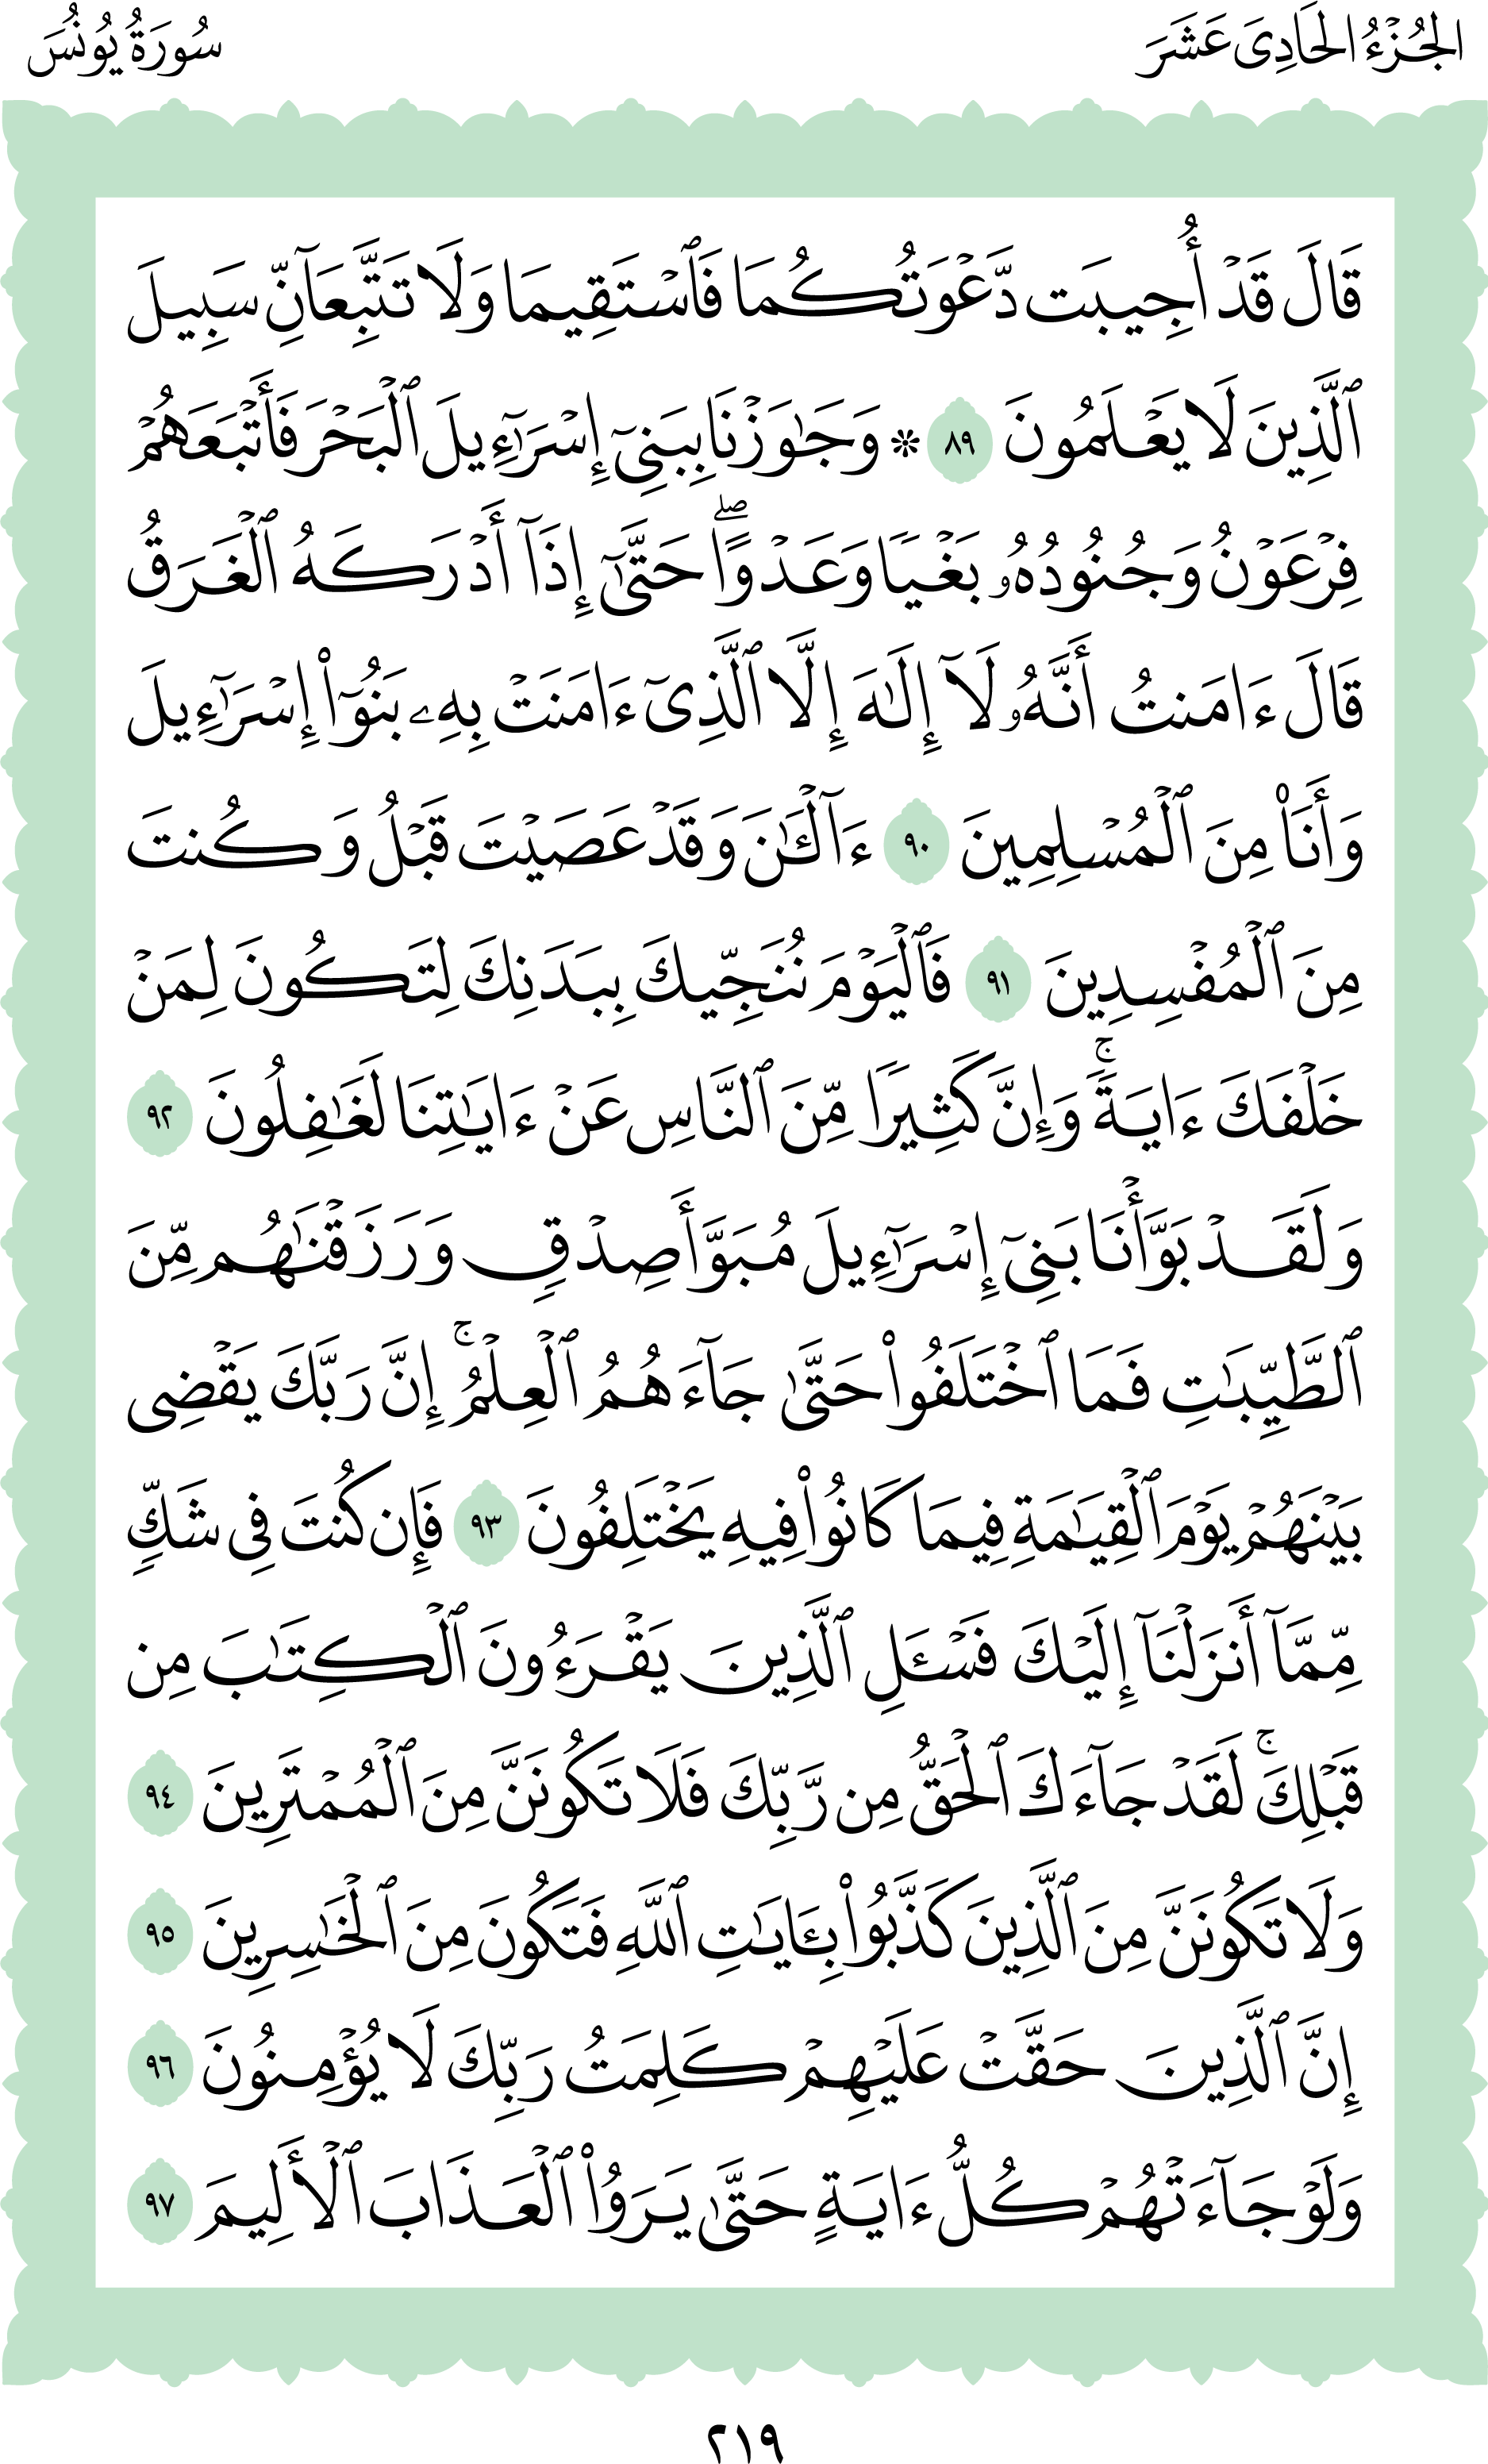 الجُزْءُ الحَادِىَ عَشَرَ
سُورَةُ يُونُسَ
قَالَ قَدۡ أُجِيبَت دَّعۡوَتُكُمَا فَٱسۡتَقِيمَا وَلَا تَتَّبِعَآنِّ سَبِيلَ
ٱلَّذِينَ لَا يَعۡلَمُونَ ٨٩ ۞ وَجَٰوَزۡنَا بِبَنِيٓ إِسۡرَٰٓءِيلَ ٱلۡبَحۡرَ فَأَتۡبَعَهُمۡ
فِرۡعَوۡنُ وَجُنُودُهُۥ بَغۡيٗا وَعَدۡوًاۖ حَتَّىٰٓ إِذَآ أَدۡرَكَهُ ٱلۡغَرَقُ
قَالَ ءَامَنتُ أَنَّهُۥ لَآ إِلَٰهَ إِلَّا ٱلَّذِيٓ ءَامَنَتۡ بِهِۦ بَنُوٓاْ إِسۡرَٰٓءِيلَ
وَأَنَا۠ مِنَ ٱلۡمُسۡلِمِينَ ٩٠ ءَآلۡـَٰٔنَ وَقَدۡ عَصَيۡتَ قَبۡلُ وَكُنتَ
مِنَ ٱلۡمُفۡسِدِينَ ٩١ فَٱلۡيَوۡمَ نُنَجِّيكَ بِبَدَنِكَ لِتَكُونَ لِمَنۡ
خَلۡفَكَ ءَايَةٗۚ وَإِنَّ كَثِيرٗا مِّنَ ٱلنَّاسِ عَنۡ ءَايَٰتِنَا لَغَٰفِلُونَ ٩٢
وَلَقَدۡ بَوَّأۡنَا بَنِيٓ إِسۡرَٰٓءِيلَ مُبَوَّأَ صِدۡقٖ وَرَزَقۡنَٰهُم مِّنَ
ٱلطَّيِّبَٰتِ فَمَا ٱخۡتَلَفُواْ حَتَّىٰ جَآءَهُمُ ٱلۡعِلۡمُۚ إِنَّ رَبَّكَ يَقۡضِي
بَيۡنَهُمۡ يَوۡمَ ٱلۡقِيَٰمَةِ فِيمَا كَانُواْ فِيهِ يَخۡتَلِفُونَ ٩٣ فَإِن كُنتَ فِي شَكّٖ
مِّمَّآ أَنزَلۡنَآ إِلَيۡكَ فَسۡـَٔلِ ٱلَّذِينَ يَقۡرَءُونَ ٱلۡكِتَٰبَ مِن
قَبۡلِكَۚ لَقَدۡ جَآءَكَ ٱلۡحَقُّ مِن رَّبِّكَ فَلَا تَكُونَنَّ مِنَ ٱلۡمُمۡتَرِينَ ٩٤
وَلَا تَكُونَنَّ مِنَ ٱلَّذِينَ كَذَّبُواْ بِـَٔايَٰتِ ٱللَّهِ فَتَكُونَ مِنَ ٱلۡخَٰسِرِينَ ٩٥
إِنَّ ٱلَّذِينَ حَقَّتۡ عَلَيۡهِمۡ كَلِمَتُ رَبِّكَ لَا يُؤۡمِنُونَ ٩٦
وَلَوۡ جَآءَتۡهُمۡ كُلُّ ءَايَةٍ حَتَّىٰ يَرَوُاْ ٱلۡعَذَابَ ٱلۡأَلِيمَ ٩٧
٢١٩